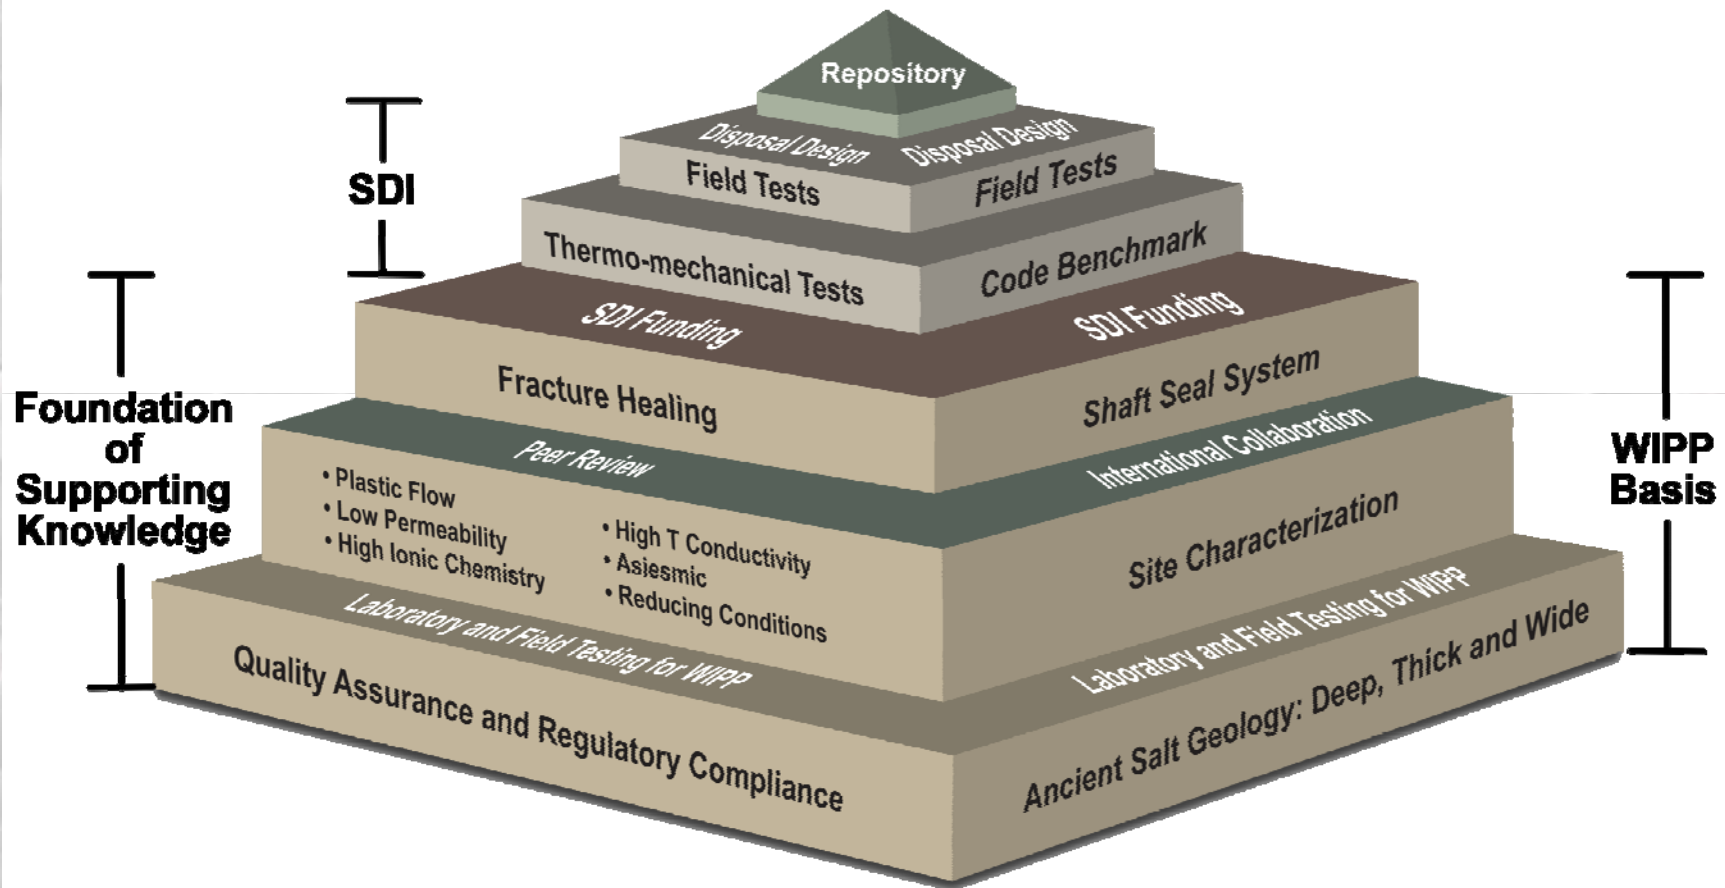 Repository
Disposal Design
Disposal Design
Field Tests
Field Tests
SDI
Thermo-mechanical Tests
Code Benchmark
SDI Funding
SDI Funding
Fracture Healing
Shaft Seal System
Foundation
of
Supporting
Knowledge
WIPP
Basis
Peer Review
International Collaboration
• Plastic Flow
• Low Permeability
• High Ionic Chemistry
• High T Conductivity
• Asiesmic
• Reducing Conditions
Site Characterization
Laboratory and Field Testing for WIPP
Laboratory and Field Testing for WIPP
Quality Assurance and Regulatory Compliance
Ancient Salt Geology: Deep, Thick and Wide